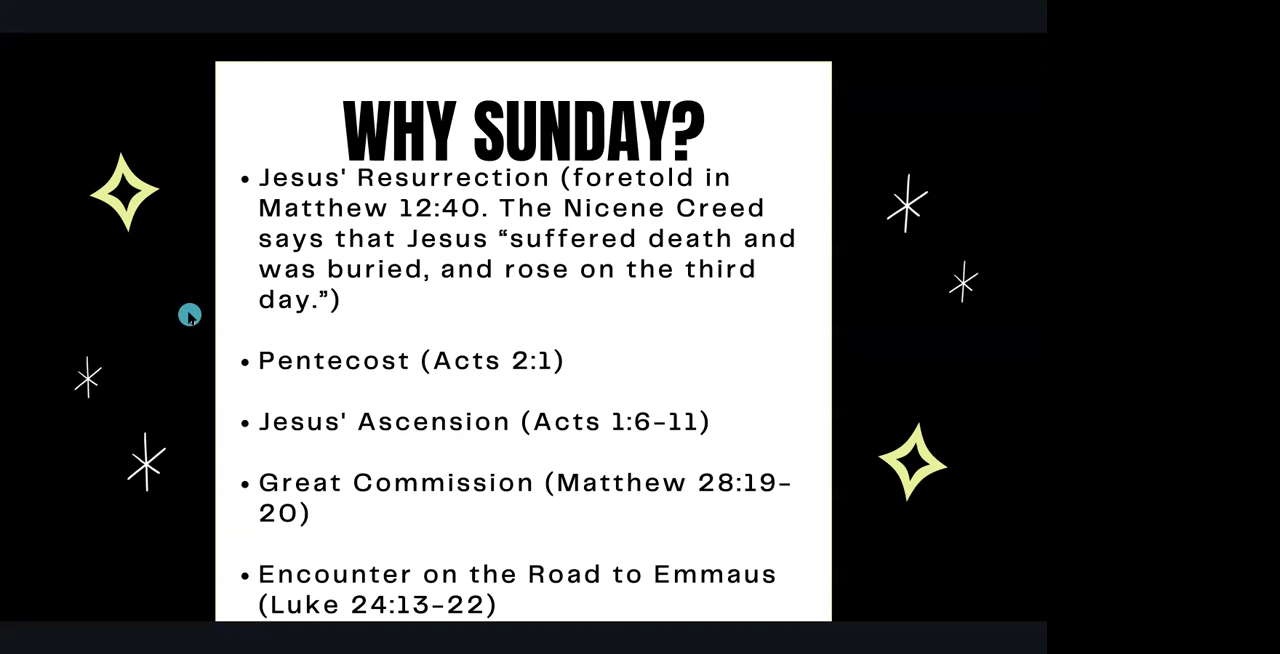 WHY SUNDAY?
• Jesus' Resurrection (foretold in
Matthew 12:40. The Nicene Creed
says that Jesus “suffered death and
was buried, and rose on the third
day.”)
• Pentecost (Acts 2:1)
• Jesus' Ascension (Acts 1:6-11)
• Great Commission (Matthew 28:19-
20)
• Encounter on the Road to Emmaus
(Luke 24:13-22)